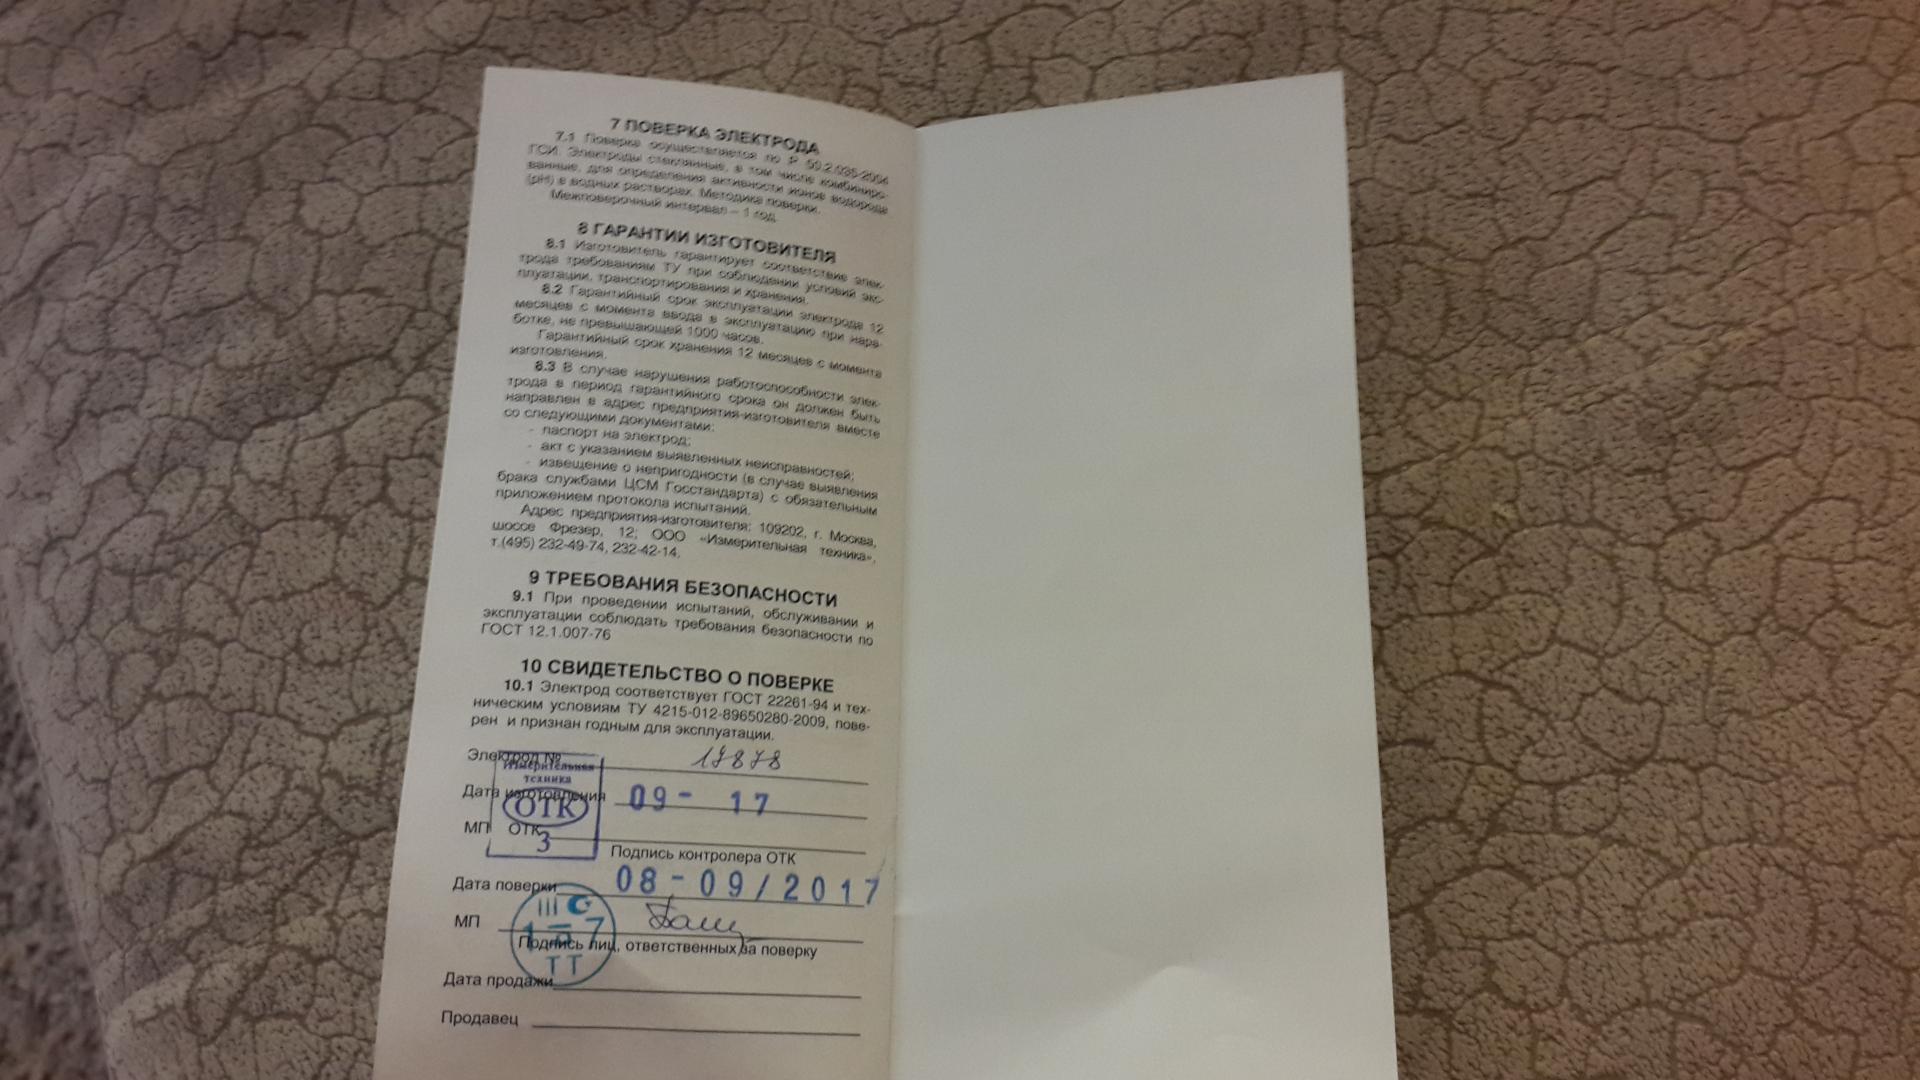 7 ПОВЕРКА ЭЛЕКТРОДА
7.1 Поверка осуществляется по Р 50.2.035-2004
ГСИ. Электроды стеклянные, в том числе комбиниро-
ванные, для определения активности ионов водорода
(рН) в водных растворах. Методика поверки.
Межповерочный интервал – 1 год.
8 ГАРАНТИИ ИЗГОТОВИТЕЛЯ
8.1 Изготовитель гарантирует соответствие элек-
трода требованиям ТУ при соблюдении условий экс-
плуатации, транспортирования и хранения.
8.2 Гарантийный срок эксплуатации электрода 12
месяцев с момента ввода в эксплуатацию при нара-
ботке, не превышающей 1000 часов.
Гарантийный срок хранения 12 месяцев с момента
изготовления.
8.3 В случае нарушения работоспособности элек-
трода в период гарантийного срока он должен быть
направлен в адрес предприятия-изготовителя вместе
со следующими документами:
- паспорт на электрод;
- акт с указанием выявленных неисправностей;
- извещение о непригодности (в случае выявления
брака службами ЦСМ Госстандарта) с обязательным
приложением протокола испытаний.
Адрес предприятия-изготовителя: 109202, г. Москва,
шоссе Фрезер, 12; ООО «Измерительная техника»,
т.(495) 232-49-74, 232-42-14.
9 ТРЕБОВАНИЯ БЕЗОПАСНОСТИ
9.1 При проведении испытаний, обслуживании и
эксплуатации соблюдать требования безопасности по
ГОСТ 12.1.007-76
10 СВИДЕТЕЛЬСТВО О ПОВЕРКЕ
10.1 Электрод соответствует ГОСТ 22261-94 и тех-
ническим условиям ТУ 4215-012-89650280-2009, пове-
рен и признан годным для эксплуатации.
Электрод № 17878
Измерительная
техника
Дата изготовления 09 - 17
ОТК
МП ОТК
3
Подпись контролера ОТК
Дата поверки 08-09/2017
МП
Подпись лиц, ответственных за поверку
ТТ
Дата продажи
Продавец